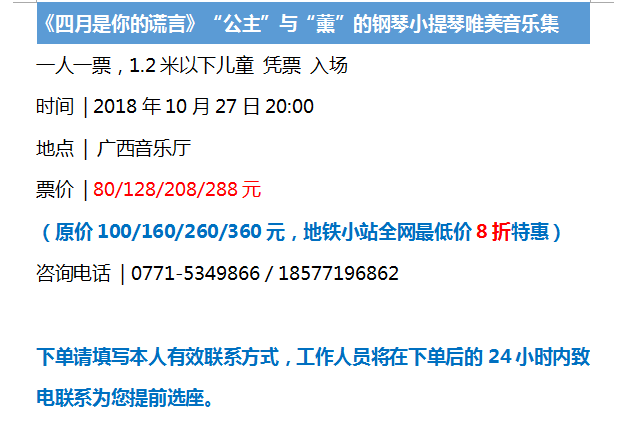 《四月是你的谎言》“公主”与“薰”的钢琴小提琴唯美音乐集
一人一票，1.2 米以下儿童 凭票 入场
时间 | 2018 年 10 月 27 日 20:00
地点 | 广西音乐厅
票价 | 80/128/208/288 元
（原价 100/160/260/360 元，地铁小站全网最低价 8 折特惠）
咨询电话 | 0771-5349866 / 18577196862
下单请填写本人有效联系方式，工作人员将在下单后的 24 小时内致
电联系为您提前选座。